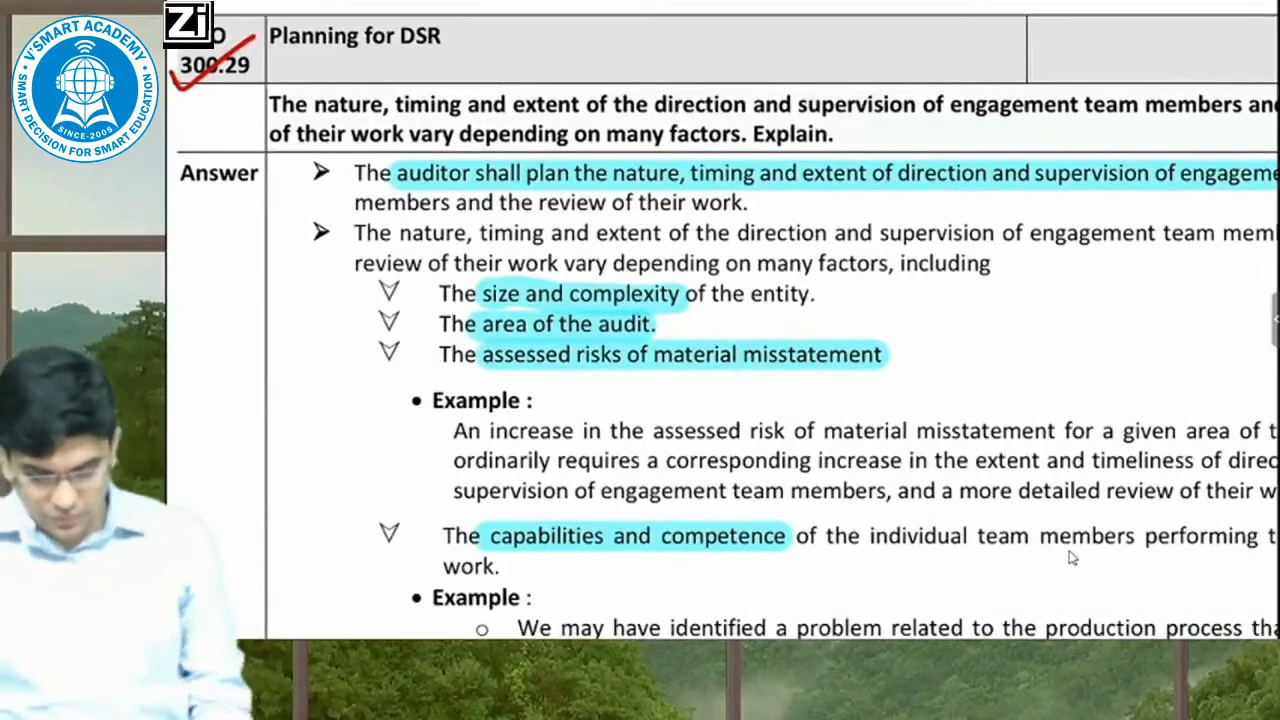 V'SMART ACADEMY
SINCE-2005
SMART DECISION FOR SMART EDUCATION
Zj
O
300.29
Planning for DSR
The nature, timing and extent of the direction and supervision of engagement team members and
of their work vary depending on many factors. Explain.
Answer
➢ The auditor shall plan the nature, timing and extent of direction and supervision of engageme
members and the review of their work.
➢ The nature, timing and extent of the direction and supervision of engagement team mem
review of their work vary depending on many factors, including
The size and complexity of the entity.
The area of the audit.
The assessed risks of material misstatement
• Example :
An increase in the assessed risk of material misstatement for a given area of t
ordinarily requires a corresponding increase in the extent and timeliness of direc
supervision of engagement team members, and a more detailed review of their w
The capabilities and competence of the individual team members performing t
work.
• Example :
o We may have identified a problem related to the production process tha